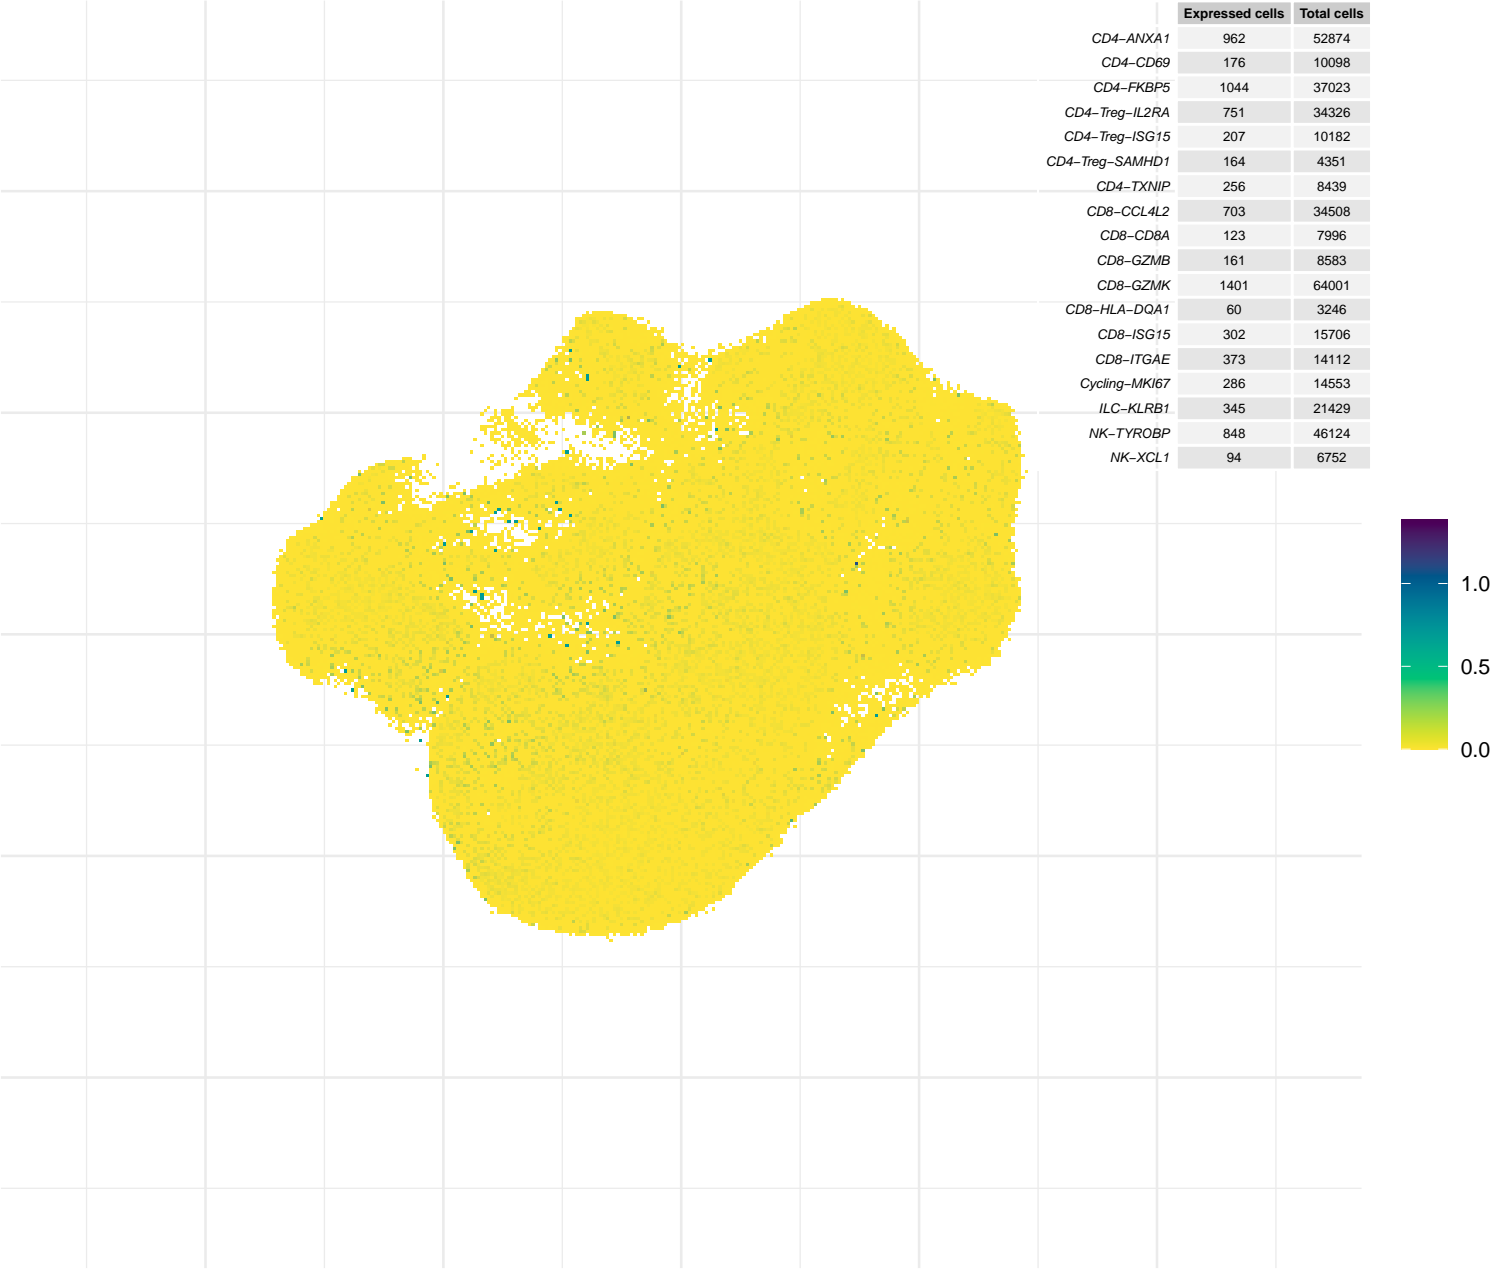 Expressed cells Total cells
CD4−ANXA1 962 52874
CD4−CD69 176 10098
CD4−FKBP5 1044 37023
CD4−Treg−IL2RA 751 34326
CD4−Treg−ISG15 207 10182
CD4−Treg−SAMHD1 164 4351
CD4−TXNIP 256 8439
CD8−CCL4L2 703 34508
CD8−CD8A 123 7996
CD8−GZMB 161 8583
CD8−GZMK 1401 64001
CD8−HLA−DQA1 60 3246
CD8−ISG15 302 15706
CD8−ITGAE 373 14112
Cycling−MKI67 286 14553
ILC−KLRB1 345 21429
NK−TYROBP 848 46124
NK−XCL1 94 6752
1.0
0.5
0.0